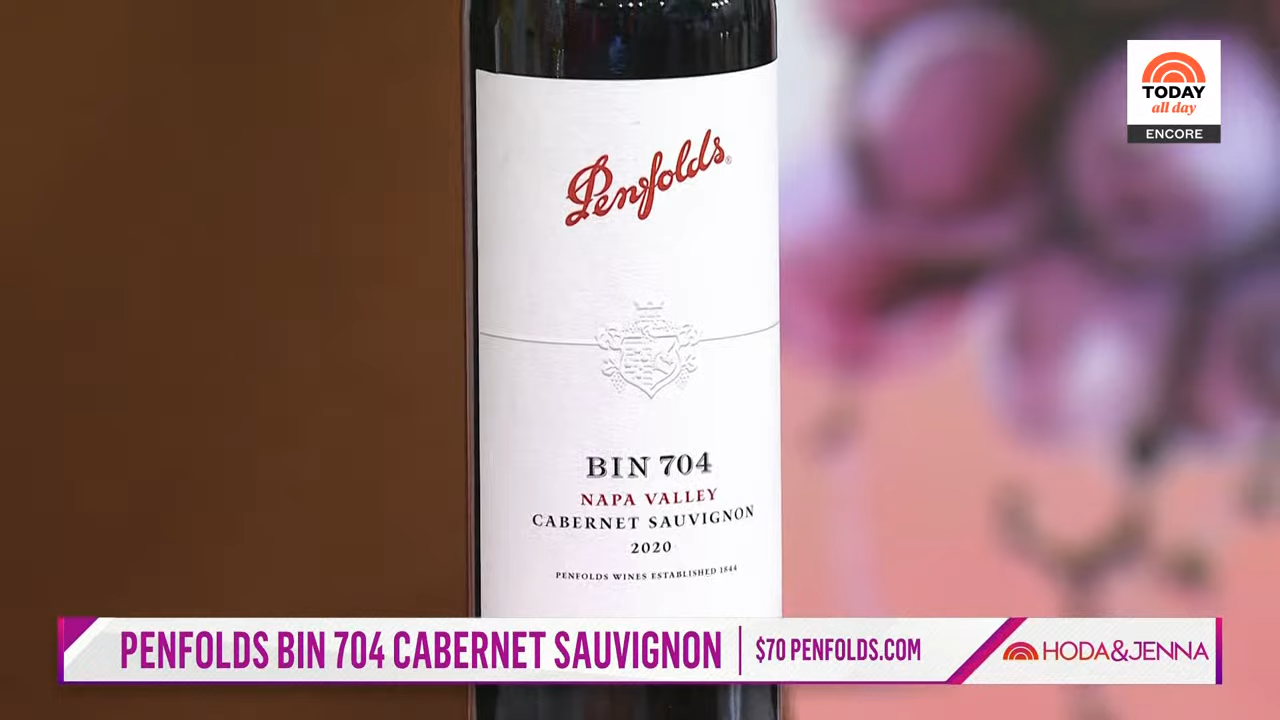 TODAY
all day
ENCORE
Penfolds®
BIN 704
NAPA VALLEY
CABERNET SAUVIGNON
2020
PENFOLDS WINES ESTABLISHED 1844
PENFOLDS BIN 704 CABERNET SAUVIGNON
$70 PENFOLDS.COM
HODA&JENNA